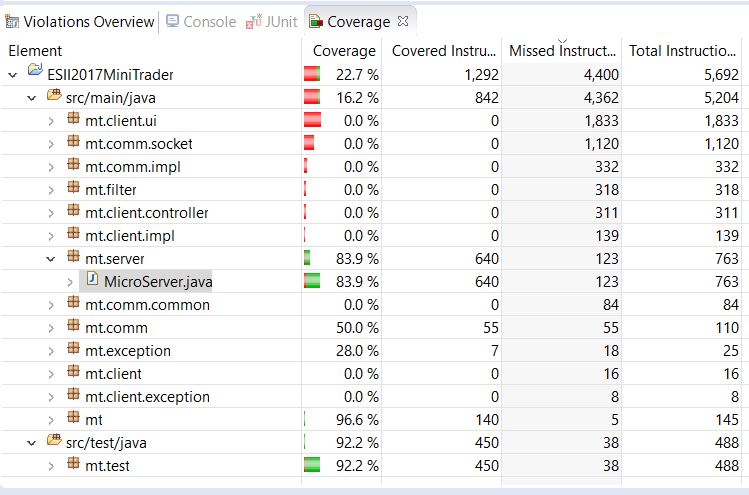 Violations Overview Console JUnit Coverage
Element Coverage Covered Instru... Missed Instruct... Total Instructio...
ESII2017MiniTrader 22.7 % 1,292 4,400 5,692
src/main/java 16.2 % 842 4,362 5,204
mt.client.ui 0.0 % 0 1,833 1,833
mt.comm.socket 0.0 % 0 1,120 1,120
mt.comm.impl 0.0 % 0 332 332
mt.filter 0.0 % 0 318 318
mt.client.controller 0.0 % 0 311 311
mt.client.impl 0.0 % 0 139 139
mt.server 83.9 % 640 123 763
MicroServer.java 83.9 % 640 123 763
mt.comm.common 0.0 % 0 84 84
mt.comm 50.0 % 55 55 110
mt.exception 28.0 % 7 18 25
mt.client 0.0 % 0 16 16
mt.client.exception 0.0 % 0 8 8
mt 96.6 % 140 5 145
src/test/java 92.2 % 450 38 488
mt.test 92.2 % 450 38 488